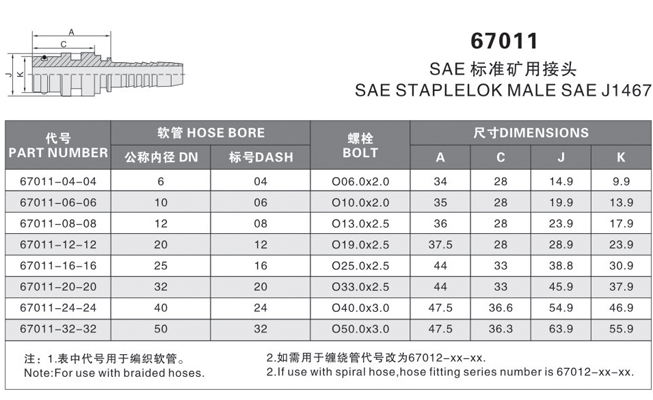 A
C
J
K
67011
SAE 标准矿用接头
SAE STAPLELOK MALE SAE J1467
代号 软管 HOSE BORE 螺栓 尺寸DIMENSIONS
PART NUMBER 公称内径 DN 标号DASH BOLT A C J K
67011-04-04 6 04 O06.0x2.0 34 28 14.9 9.9
67011-06-06 10 06 O10.0x2.0 35 28 19.9 13.9
67011-08-08 12 08 O13.0x2.5 36 28 23.9 17.9
67011-12-12 20 12 O19.0x2.5 37.5 28 28.9 23.9
67011-16-16 25 16 O25.0x2.5 44 33 38.8 30.9
67011-20-20 32 20 O33.0x2.5 44 33 45.9 37.9
67011-24-24 40 24 O40.0x3.0 47.5 36.6 54.9 46.9
67011-32-32 50 32 O50.0x3.0 47.5 36.3 63.9 55.9
注：1.表中代号用于编织软管。 2.如需用于缠绕管代号改为67012-xx-xx.
Note:For use with braided hoses. 2.If use with spiral hose,hose fitting series number is 67012-xx-xx.